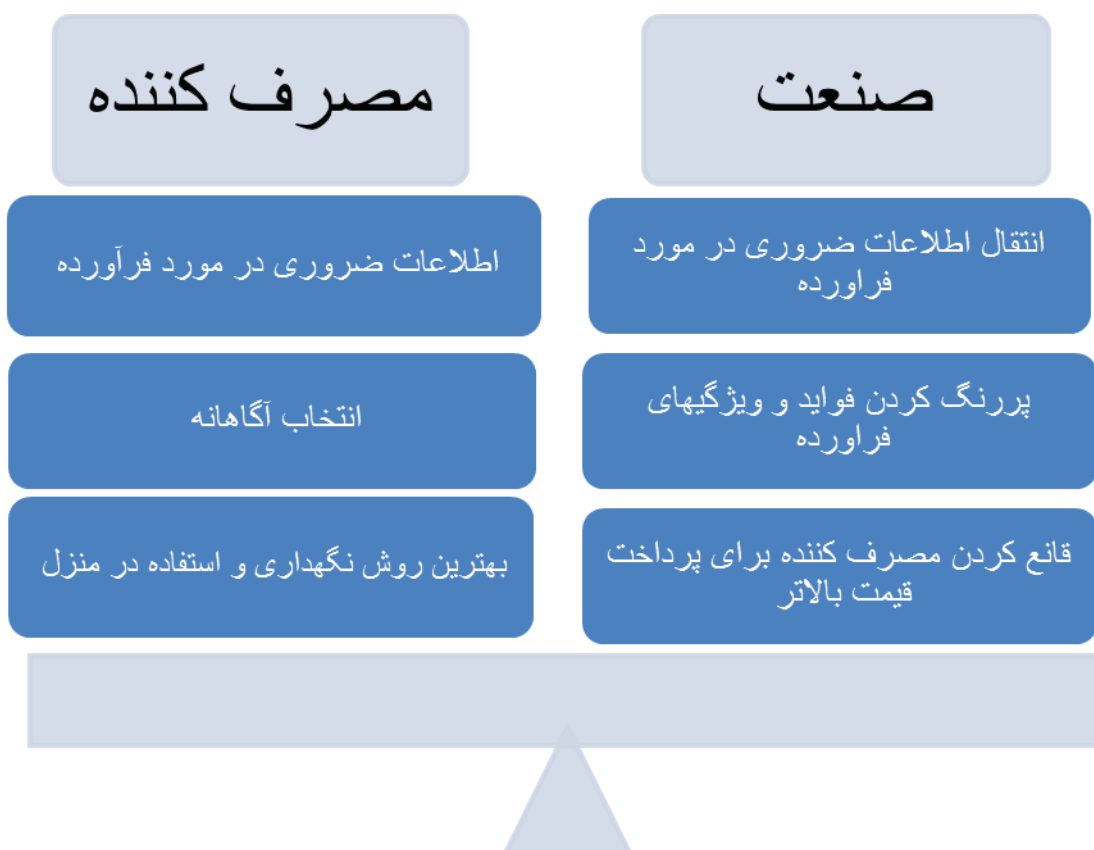 صنعت
انتقال اطلاعات ضروری در مورد
فراورده
پررنگ کردن فواید و ویژگیهای
فراورده
قانع کردن مصرف کننده برای پرداخت
قیمت بالاتر
مصرف کننده
اطلاعات ضروری در مورد فرآورده
انتخاب آگاهانه
بهترین روش نگهداری و استفاده در منزل